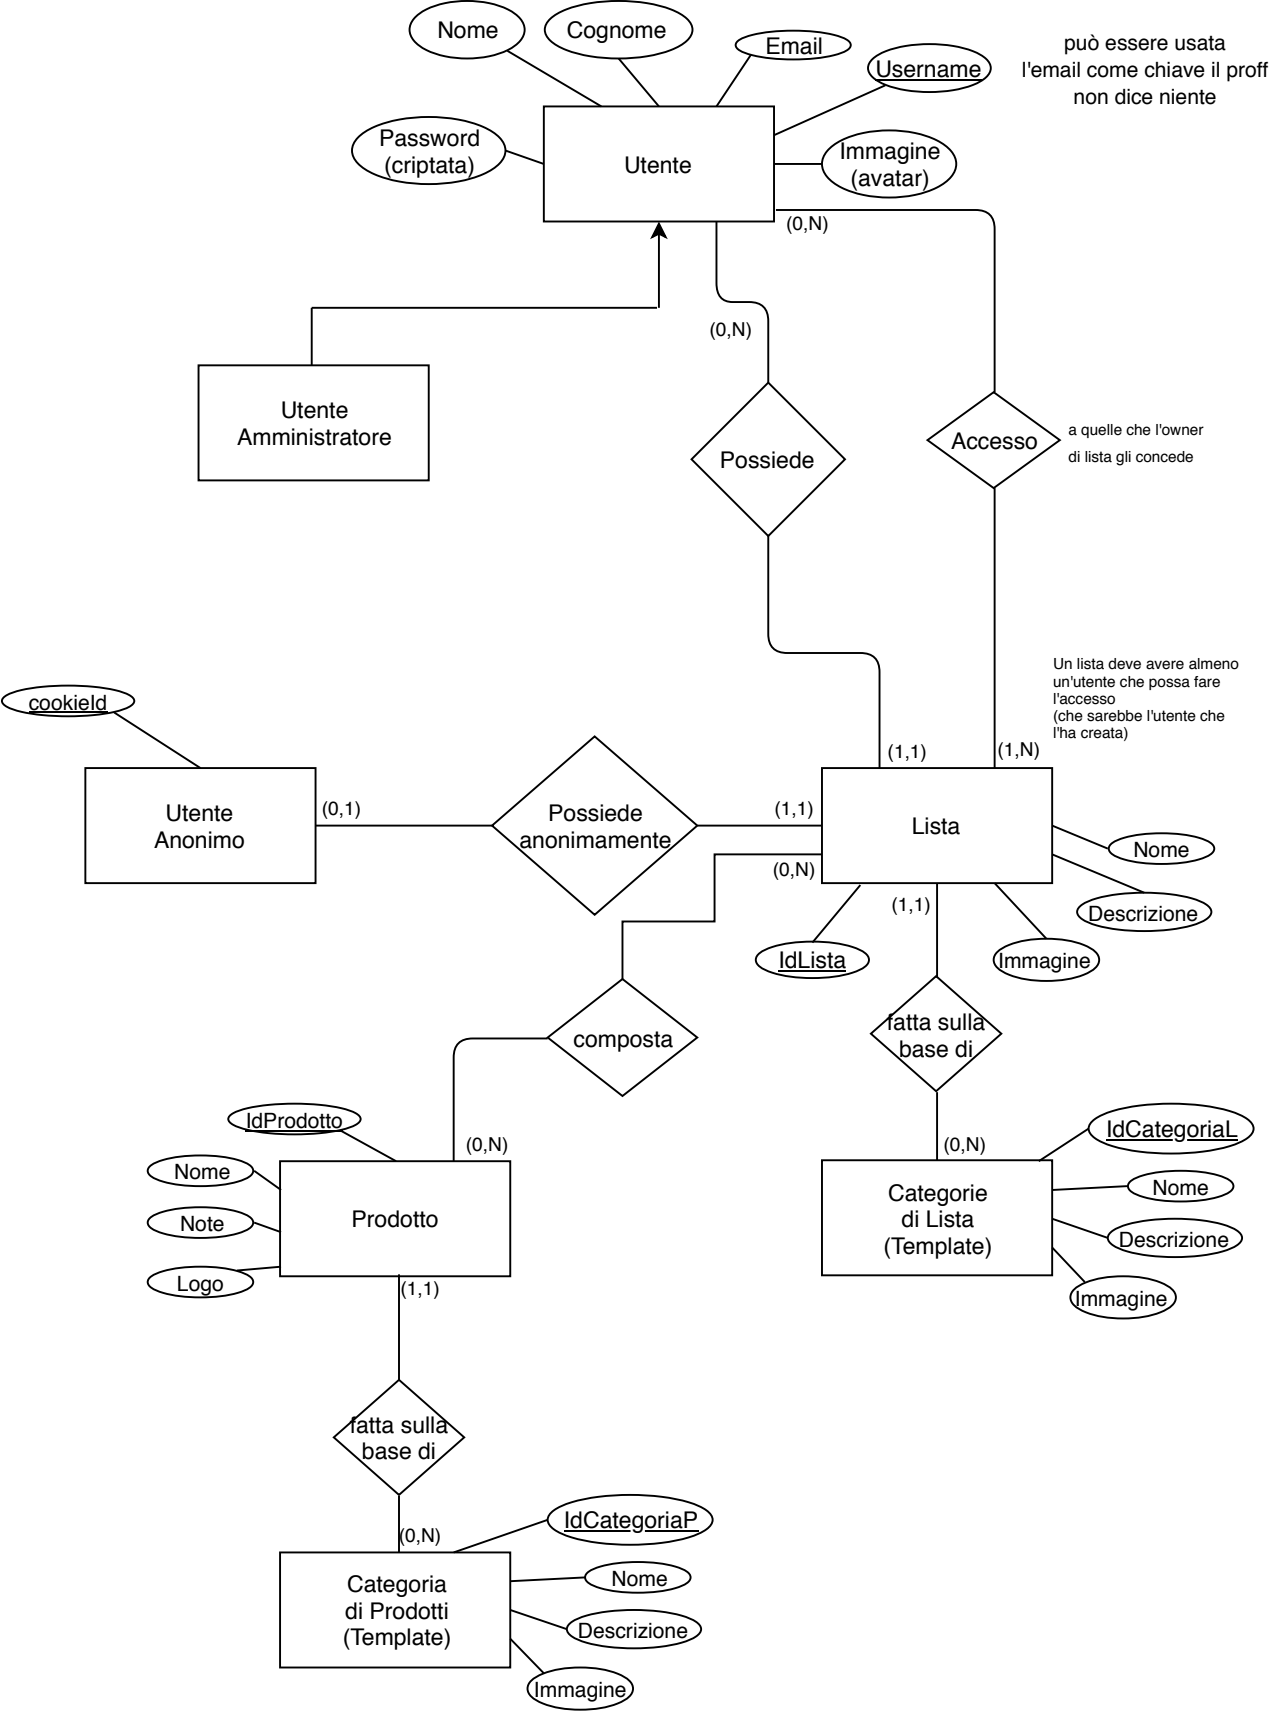 Nome
Cognome
Email
Username
può essere usata
l'email come chiave il proff
non dice niente
Password
(criptata)
Utente
Immagine
(avatar)
(0,N)
(0,N)
Utente
Amministratore
Possiede
Accesso
a quelle che l'owner
di lista gli concede
Un lista deve avere almeno
un'utente che possa fare
l'accesso
(che sarebbe l'utente che
l'ha creata)
cookieId
(1,1)
(1,N)
Utente
Anonimo
(0,1)
Possiede
anonimamente
(1,1)
Lista
Nome
(0,N)
(1,1)
Descrizione
IdLista
Immagine
fatta sulla
base di
composta
IdProdotto
(0,N)
(0,N)
IdCategoriaL
Nome
Note
Logo
Prodotto
Categorie
di Lista
(Template)
Nome
Descrizione
Immagine
(1,1)
fatta sulla
base di
(0,N)
IdCategoriaP
Categoria
di Prodotti
(Template)
Nome
Descrizione
Immagine